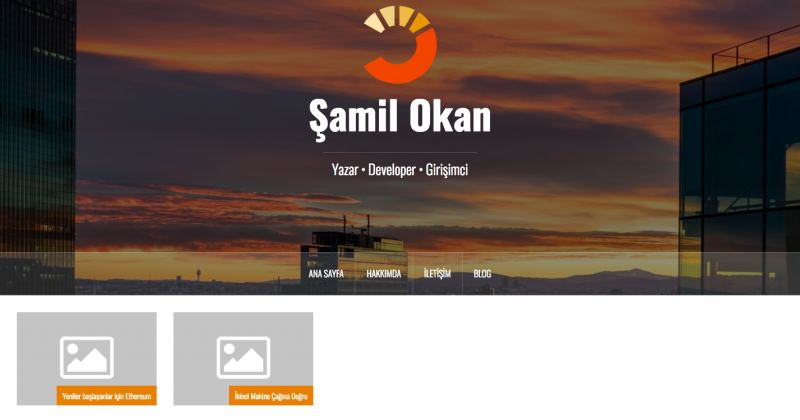 Şamil Okan
Yazar • Developer • Girişimci
ANA SAYFA HAKKIMDA İLETİŞİM BLOG
Yeniler başlayanlar için Ethereum
İkinci Makine Çağına Doğru